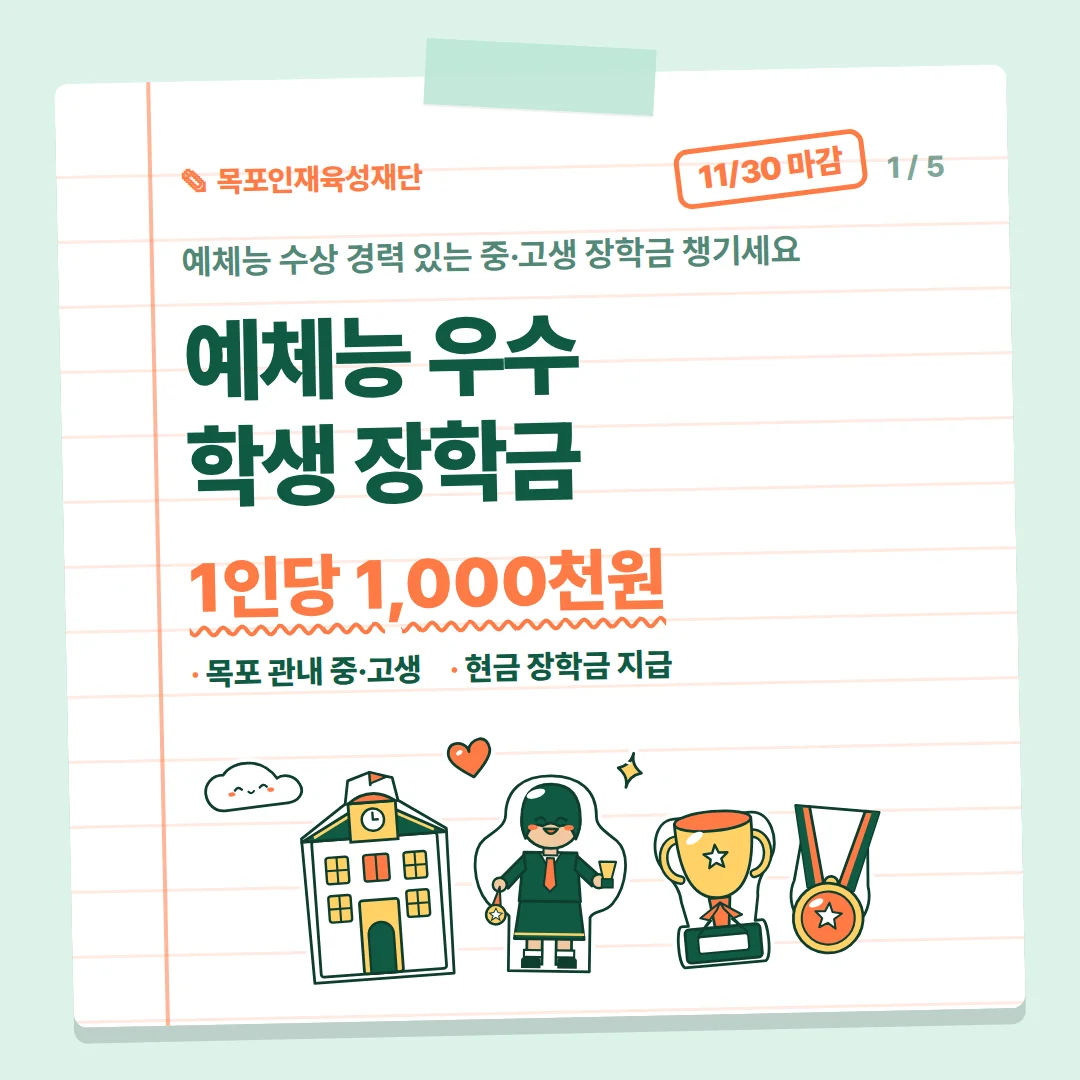 목포인재육성재단
11/30 마감
1 / 5
예체능 수상 경력 있는 중·고생 장학금 챙기세요
예체능 우수
학생 장학금
1인당 1,000천원
· 목포 관내 중·고생 · 현금 장학금 지급